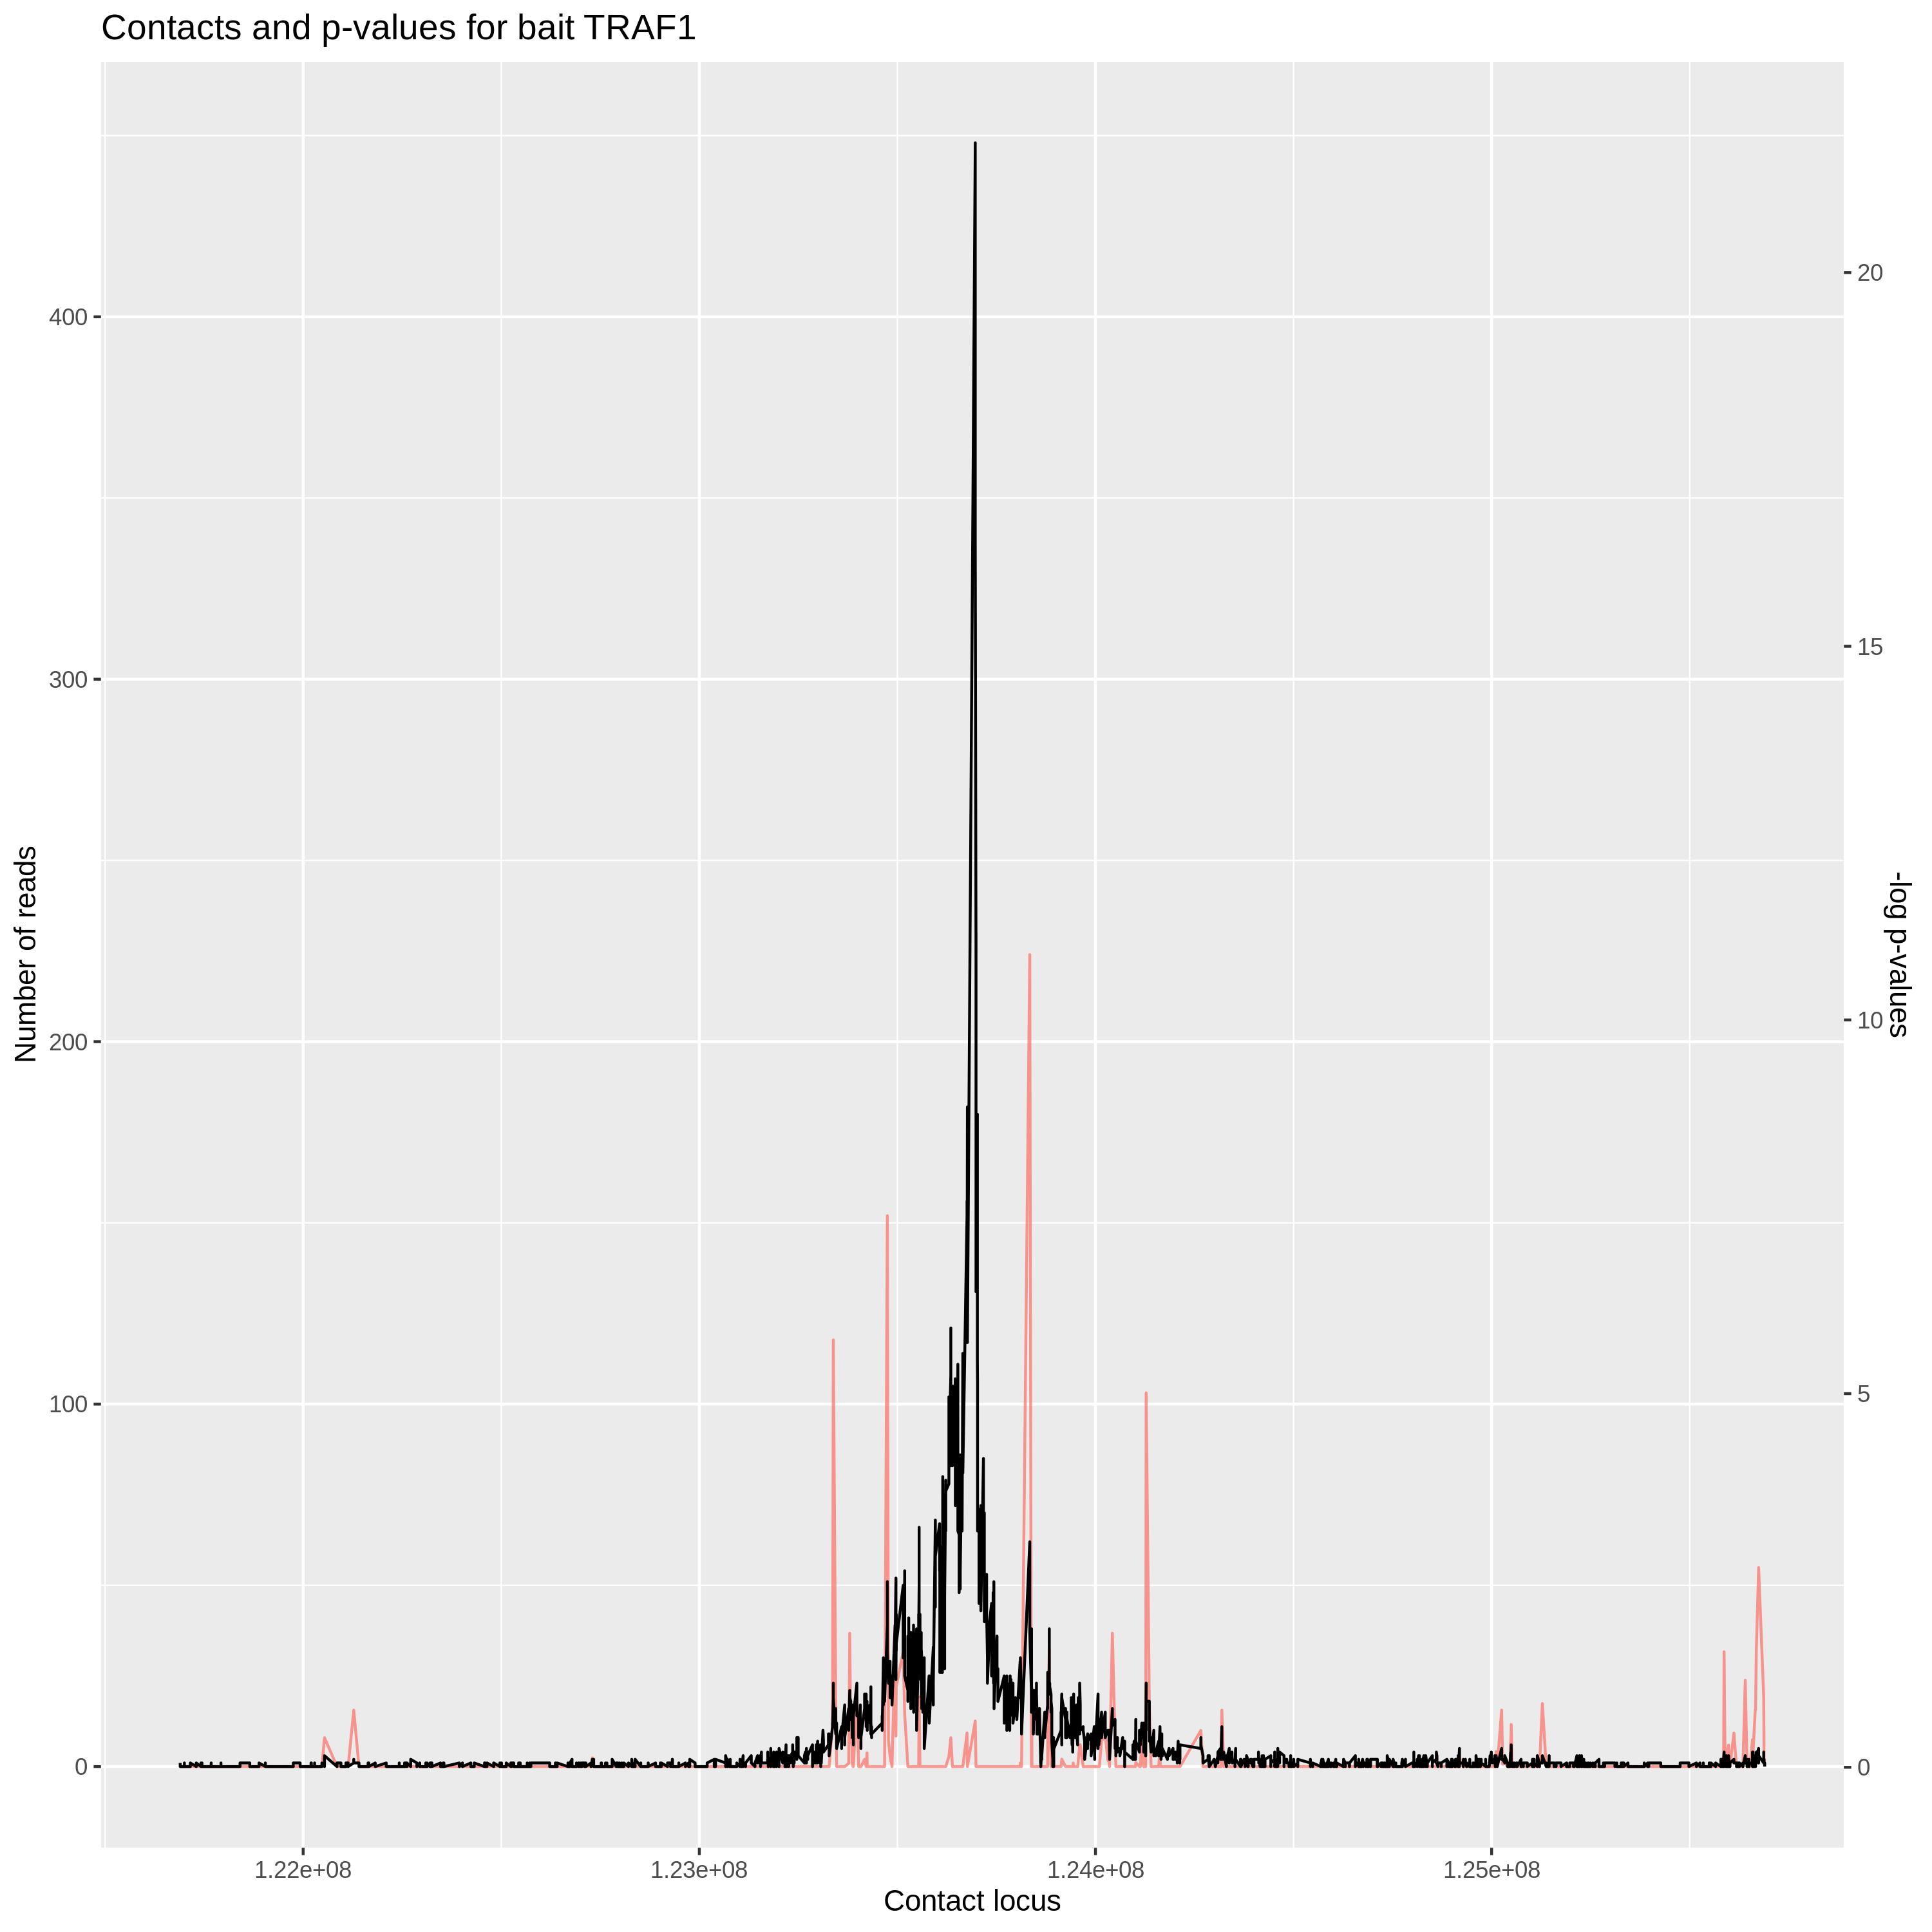 Contacts and p-values for bait TRAF1
Number of reads
400
300
200
100
0
20
15
10
5
0
-log p-values
1.22e+08
1.23e+08
1.24e+08
1.25e+08
Contact locus